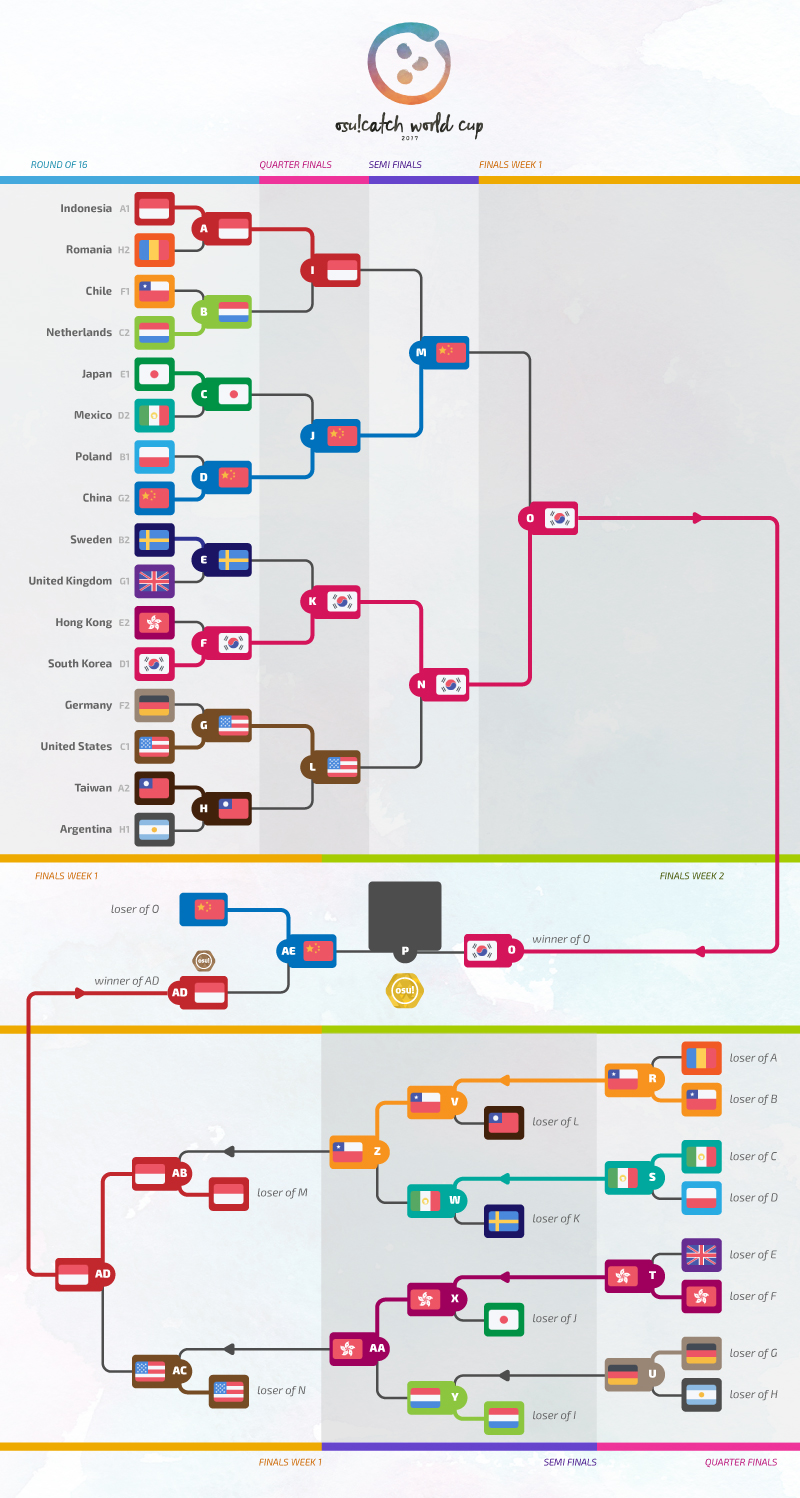 osu!catch world cup
2017
ROUND OF 16 QUARTER FINALS SEMI FINALS FINALS WEEK 1
Indonesia A1
A
Romania H2
I
Chile F1
B
Netherlands C2
M
Japan E1
C
Mexico D2
J
Poland B1
D
China G2
O
Sweden B2
E
United Kingdom G1
K
Hong Kong E2
F
South Korea D1
N
Germany F2
G
United States C1
L
Taiwan A2
H
Argentina H1
FINALS WEEK 1 FINALS WEEK 2
loser of O
AE P O winner of O
osu!
winner of AD
AD
osu!
R loser of A
V loser of B
loser of L
Z
AB loser of C
W S
loser of M loser of K loser of D
AD
T loser of E
X loser of F
loser of J
AA
AC loser of G
Y U
loser of N loser of I loser of H
FINALS WEEK 1 SEMI FINALS QUARTER FINALS